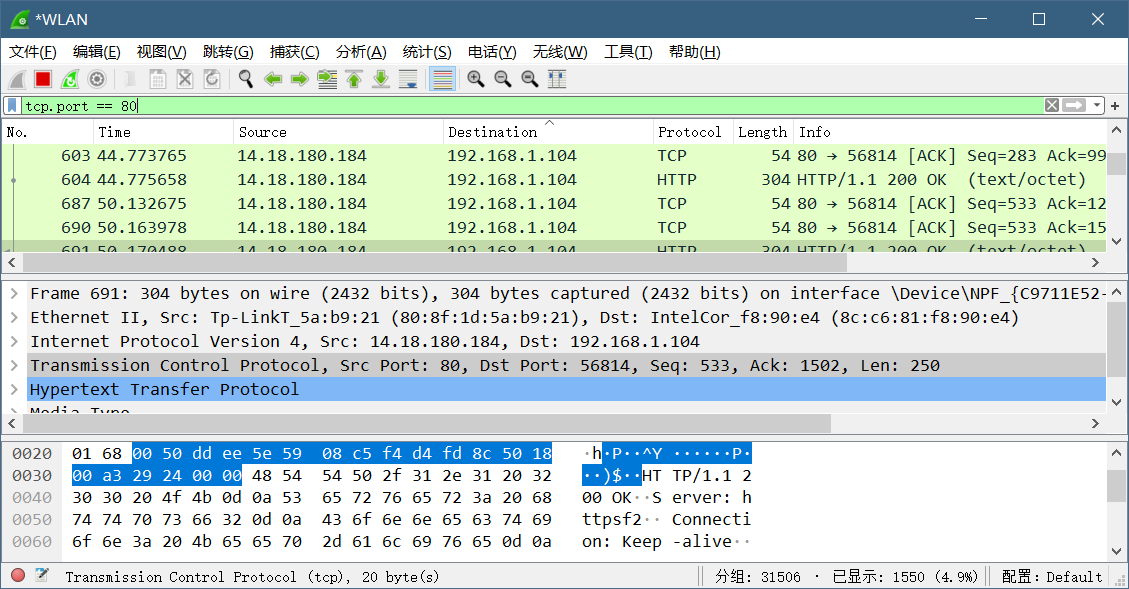 *WLAN
文件(F) 编辑(E) 视图(V) 跳转(G) 捕获(C) 分析(A) 统计(S) 电话(Y) 无线(W) 工具(T) 帮助(H)
tcp.port == 80
No. Time Source Destination Protocol Length Info
603 44.773765 14.18.180.184 192.168.1.104 TCP 54 80 → 56814 [ACK] Seq=283 Ack=99
604 44.775658 14.18.180.184 192.168.1.104 HTTP 304 HTTP/1.1 200 OK (text/octet)
687 50.132675 14.18.180.184 192.168.1.104 TCP 54 80 → 56814 [ACK] Seq=533 Ack=12
690 50.163978 14.18.180.184 192.168.1.104 TCP 54 80 → 56814 [ACK] Seq=533 Ack=15
691 50.170488 14.18.180.184 192.168.1.104 HTTP 304 HTTP/1.1 200 OK (text/octet)
Frame 691: 304 bytes on wire (2432 bits), 304 bytes captured (2432 bits) on interface \Device\NPF_{C9711E52-
Ethernet II, Src: Tp-LinkT_5a:b9:21 (80:8f:1d:5a:b9:21), Dst: IntelCor_f8:90:e4 (8c:c6:81:f8:90:e4)
Internet Protocol Version 4, Src: 14.18.180.184, Dst: 192.168.1.104
Transmission Control Protocol, Src Port: 80, Dst Port: 56814, Seq: 533, Ack: 1502, Len: 250
Hypertext Transfer Protocol
Media Type
0020 01 68 00 50 dd ee 5e 59 08 c5 f4 d4 fd 8c 50 18 ·h·P··^Y ······P·
0030 00 a3 29 24 00 00 48 54 54 50 2f 31 2e 31 20 32 ··)$··HT TP/1.1 2
0040 30 30 20 4f 4b 0d 0a 53 65 72 76 65 72 3a 20 68 00 OK··S erver: h
0050 74 74 70 73 66 32 0d 0a 43 6f 6e 6e 65 63 74 69 ttpsf2·· Connecti
0060 6f 6e 3a 20 4b 65 65 70 2d 61 6c 69 76 65 0d 0a on: Keep -alive··
Transmission Control Protocol (tcp), 20 byte(s) 分组: 31506 · 已显示: 1550 (4.9%) 配置: Default